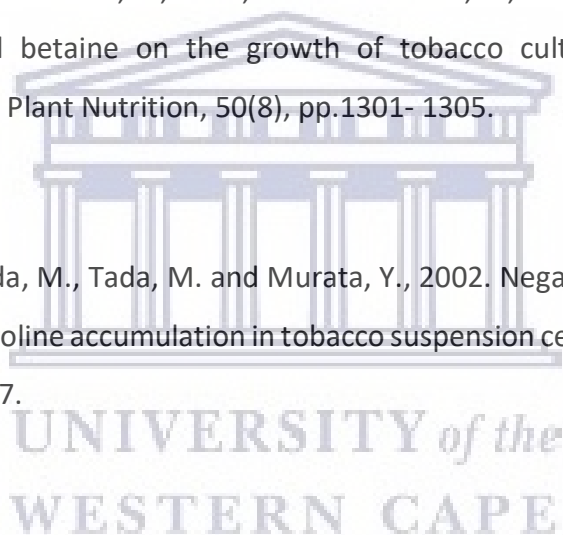 betaine on the growth of tobacco cult
Plant Nutrition, 50(8), pp.1301- 1305.
da, M., Tada, M. and Murata, Y., 2002. Nega
oline accumulation in tobacco suspension ce
7.
UNIVERSITY of the
WESTERN CAPE